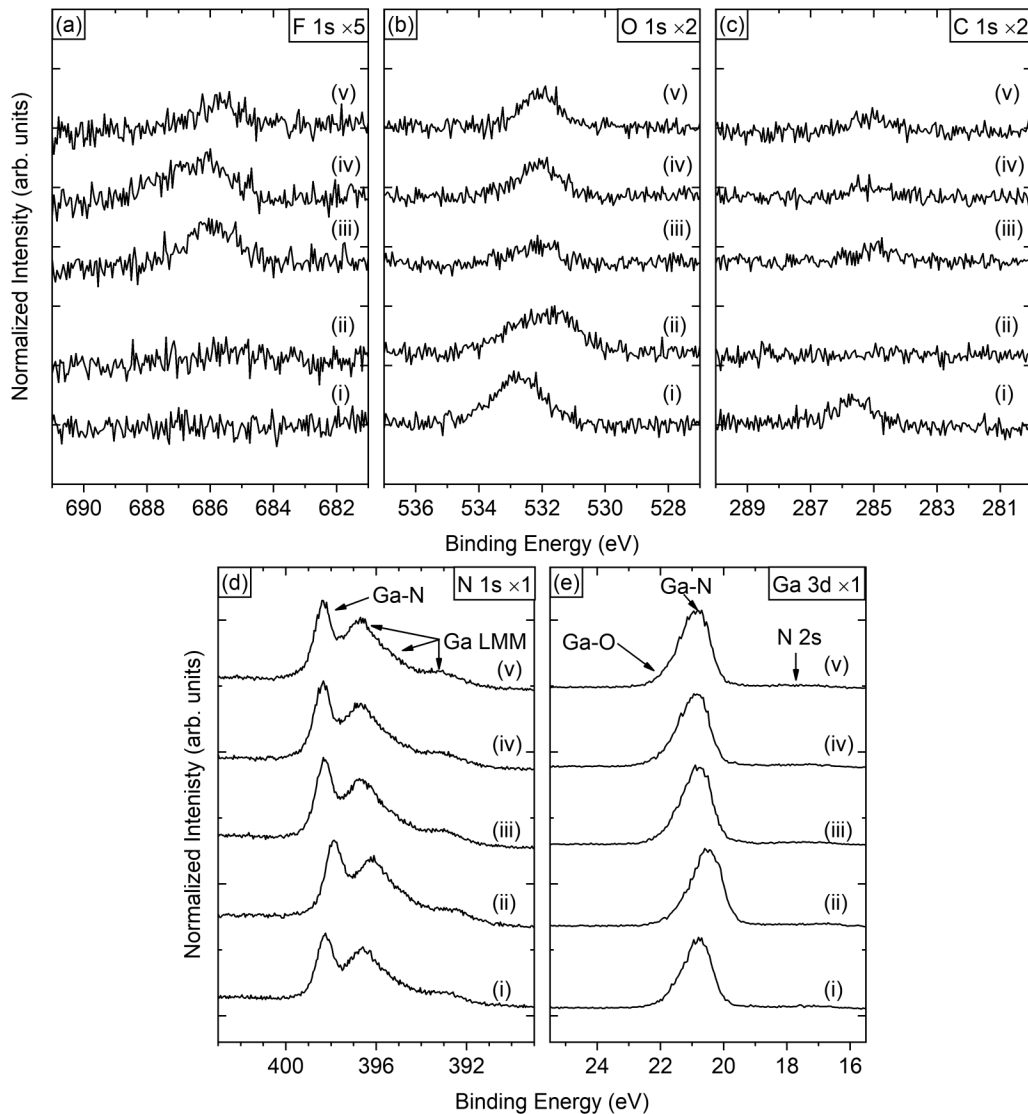 (a) F 1s ×5
(b) O 1s ×2
(c) C 1s ×2
(v) (v) (v)
(iv) (iv) (iv)
(iii) (iii) (iii)
(ii) (ii) (ii)
(i) (i) (i)
Normalized Intensity (arb. units)
690 688 686 684 682
536 534 532 530 528
289 287 285 283 281
Binding Energy (eV)
(d) N 1s ×1
(e) Ga 3d ×1
Ga-N
Ga LMM
Ga-N
Ga-O
N 2s
(v) (v)
(iv) (iv)
(iii) (iii)
(ii) (ii)
(i) (i)
Normalized Intenisty (arb. units)
400 396 392
24 22 20 18 16
Binding Energy (eV)